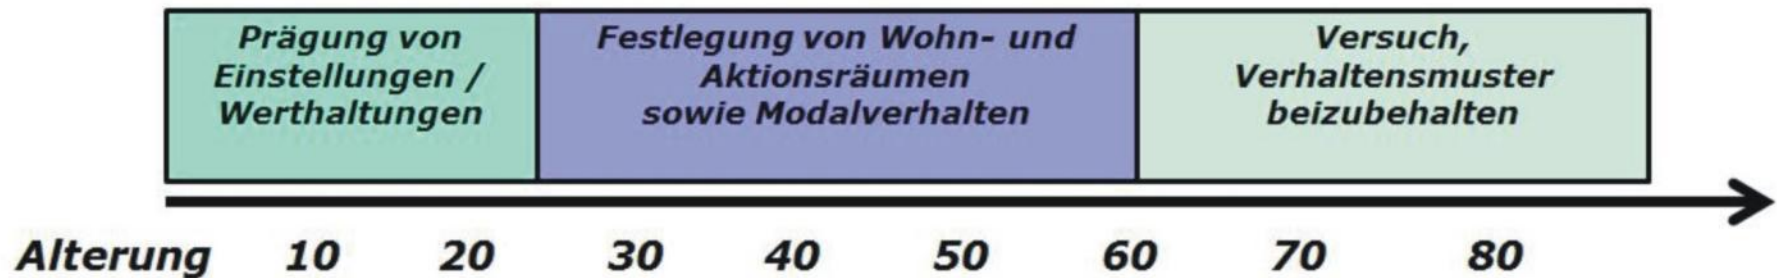 Prägung von
Einstellungen /
Werthaltungen
Festlegung von Wohn- und
Aktionsräumen
sowie Modalverhalten
Versuch,
Verhaltensmuster
beizubehalten
Alterung 10 20 30 40 50 60 70 80